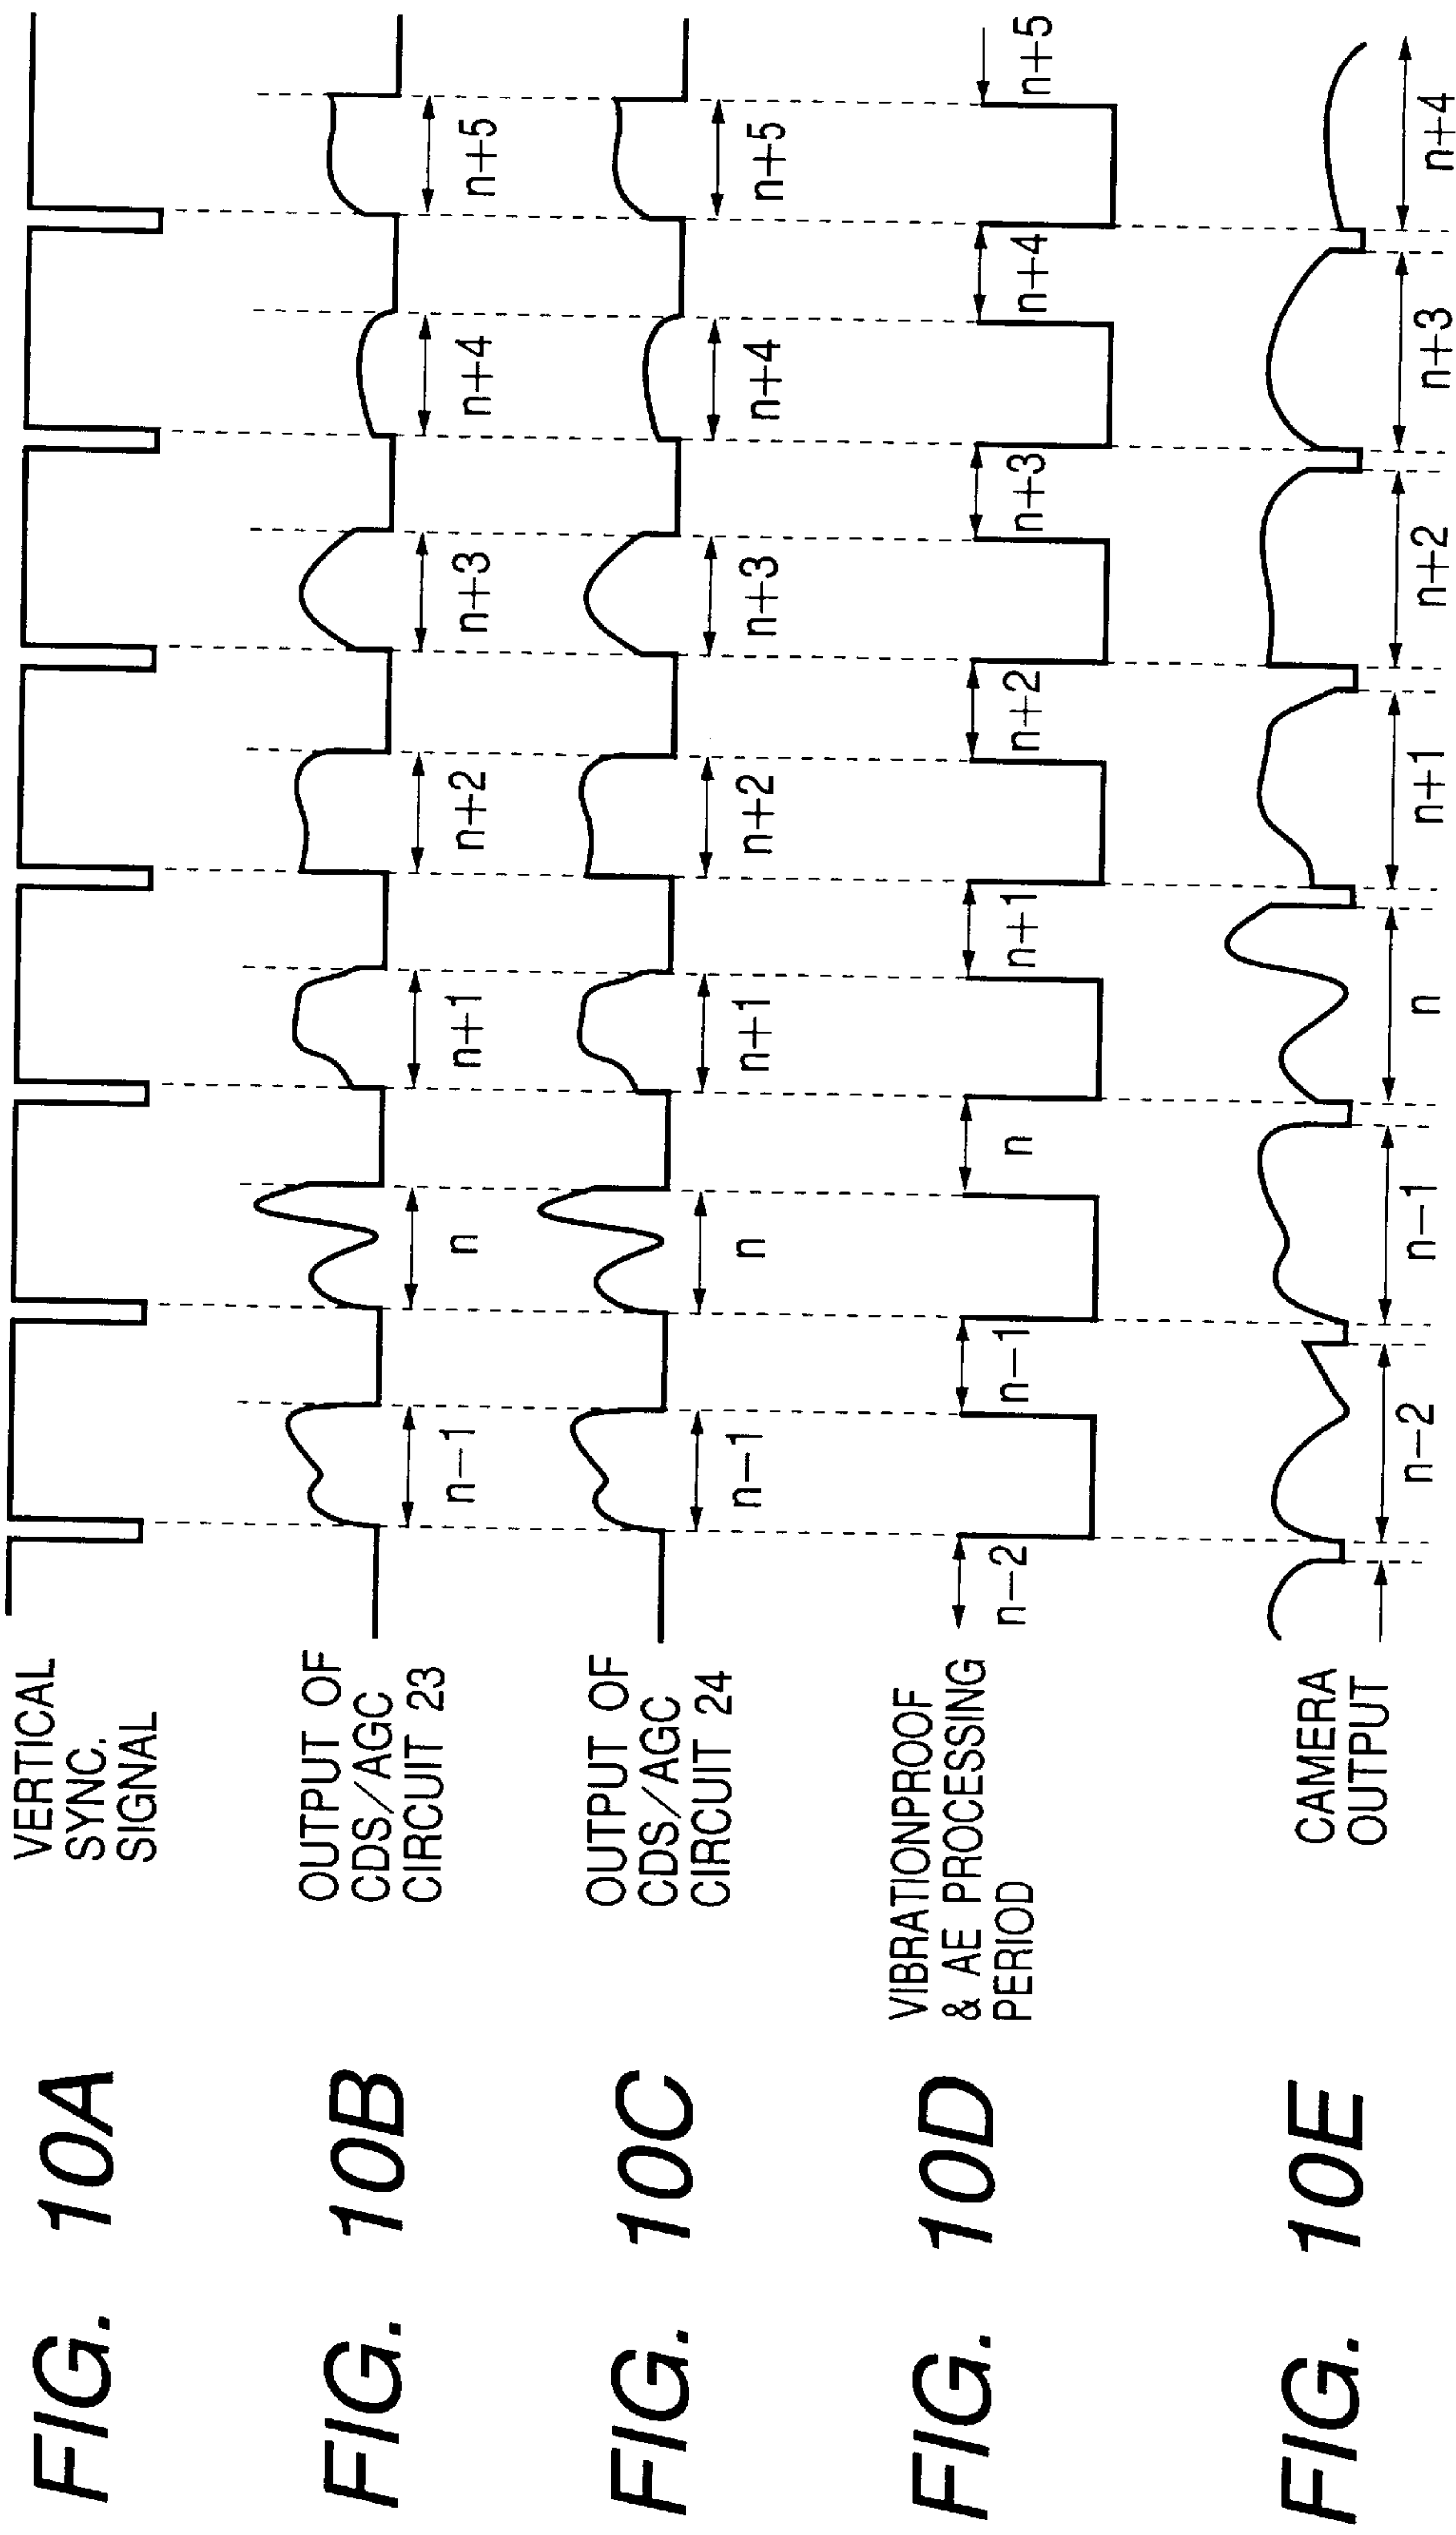 FIG. 10A
VERTICAL
SYNC.
SIGNAL
FIG. 10B
OUTPUT OF
CDS/AGC
CIRCUIT 23
n−1
n
n+1
n+2
n+3
n+4
n+5
FIG. 10C
OUTPUT OF
CDS/AGC
CIRCUIT 24
n−1
n
n+1
n+2
n+3
n+4
n+5
FIG. 10D
VIBRATIONPROOF
& AE PROCESSING
PERIOD
n−2
n−1
n
n+1
n+2
n+3
n+4
n+5
FIG. 10E
CAMERA
OUTPUT
n−2
n−1
n
n+1
n+2
n+3
n+4